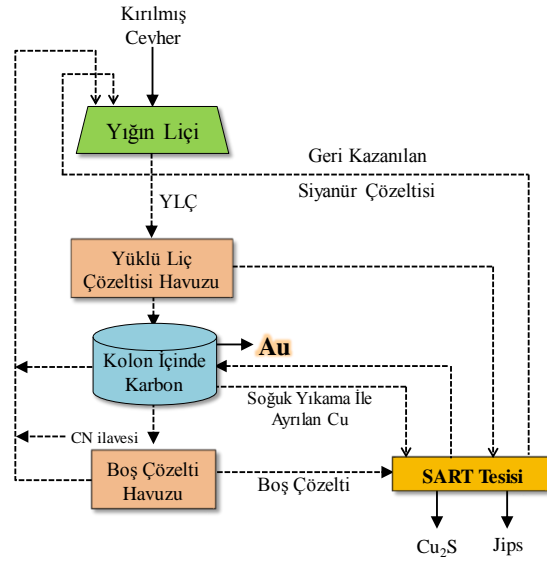 Kırılmış
Cevher
Yığın Liçi
Geri Kazanılan
Siyanür Çözeltisi
YLÇ
Yüklü Liç
Çözeltisi Havuzu
Kolon İçinde
Karbon
Au
Soğuk Yıkama İle
Ayrılan Cu
CN ilavesi
Boş Çözelti
Havuzu
Boş Çözelti
SART Tesisi
Cu₂S
Jips